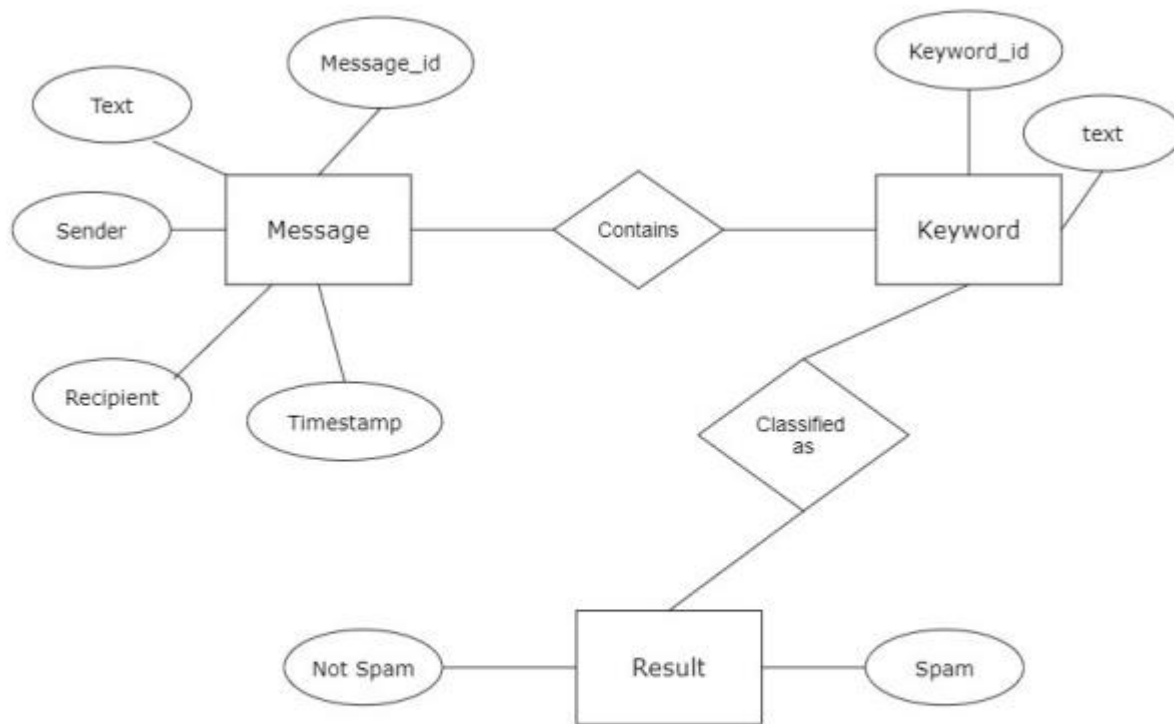 Message_id
Keyword_id
Text
text
Sender
Message
Contains
Keyword
Recipient
Timestamp
Classified
as
Not Spam
Result
Spam